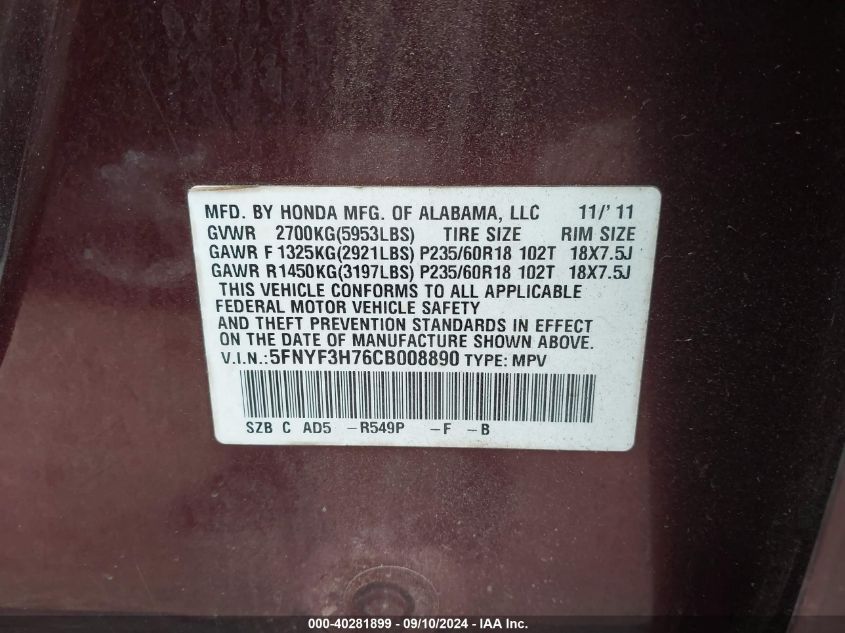 MFD. BY HONDA MFG. OF ALABAMA, LLC 11/'11
GVWR 2700KG(5953LBS) TIRE SIZE RIM SIZE
GAWR F 1325KG(2921LBS) P235/60R18 102T 18X7.5J
GAWR R1450KG(3197LBS) P235/60R18 102T 18X7.5J
THIS VEHICLE CONFORMS TO ALL APPLICABLE
FEDERAL MOTOR VEHICLE SAFETY
AND THEFT PREVENTION STANDARDS IN EFFECT
ON THE DATE OF MANUFACTURE SHOWN ABOVE.
V.I.N.:5FNYF3H76CB008890 TYPE: MPV
SZB C AD5 -R549P -F -B
000-40281899 - 09/10/2024 - IAA Inc.